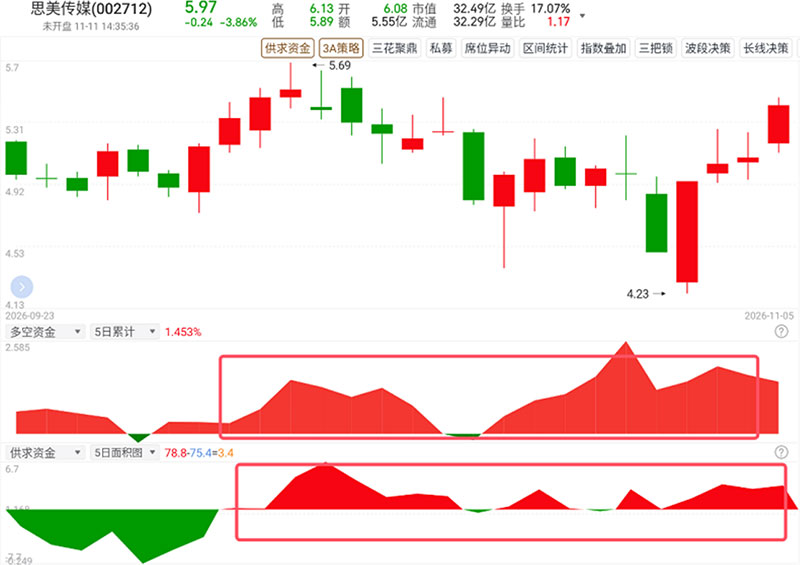 思美传媒(002712) 5.97 高 6.13 开 6.08 市值 32.49亿 换手 17.07%
未开盘 11-11 14:35:36 -0.24 -3.86% 低 5.89 额 5.55亿 流通 32.29亿 量比 1.17
供求资金 3A策略 三花聚鼎 私募 席位异动 区间统计 指数叠加 三把锁 波段决策 长线决策
5.7
5.69
5.31
4.92
4.53
4.23
4.13
2026-09-23 2026-11-05
多空资金 5日累计 1.453%
2.585
供求资金 5日面积图 78.8-75.4=3.4
6.7